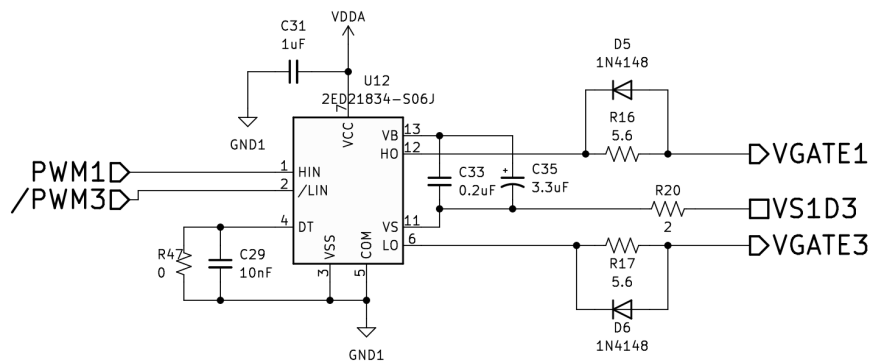 C31
1uF
VDDA
D5
1N4148
U12
2ED21834-S06J
GND1
7
VCC
R16
5.6
VB 13
HO 12
VGATE1
PWM1
1 HIN
/PWM3
2 /LIN
C33
0.2uF
+
C35
3.3uF
R20
2
VS1D3
4 DT
VS 11
LO 6
VGATE3
R47
0
C29
10nF
VSS
3
COM
5
R17
5.6
D6
1N4148
GND1